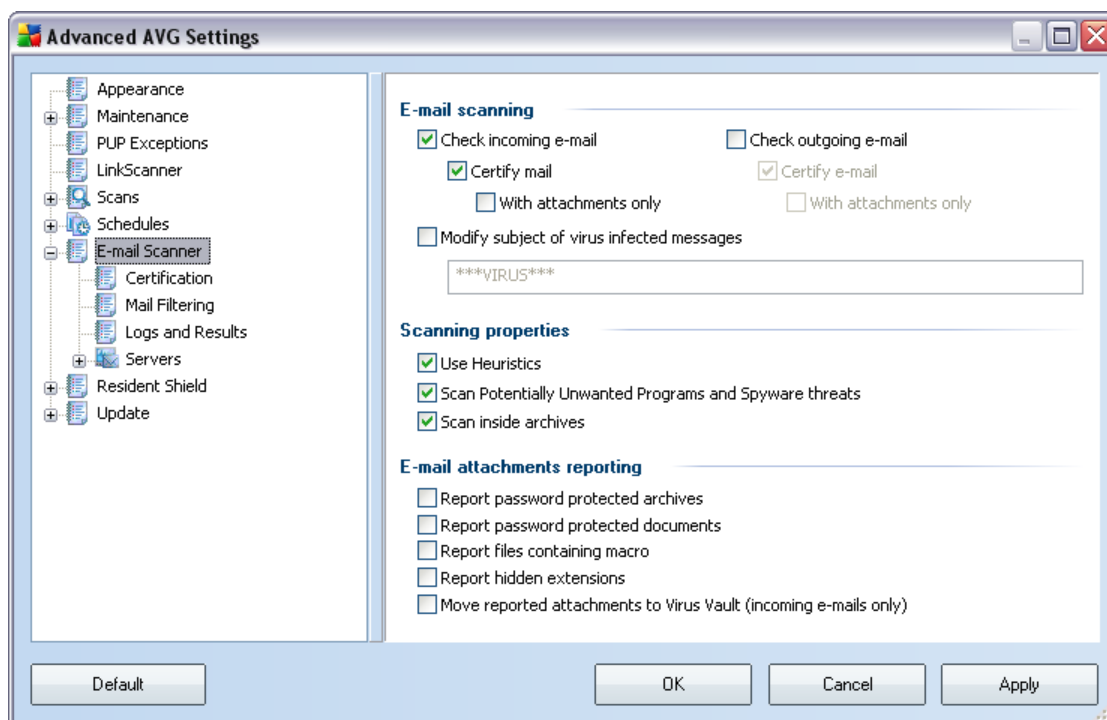 Advanced AVG Settings
Appearance
Maintenance
PUP Exceptions
LinkScanner
Scans
Schedules
E-mail Scanner
Certification
Mail Filtering
Logs and Results
Servers
Resident Shield
Update
E-mail scanning
Check incoming e-mail
Check outgoing e-mail
Certify mail
Certify e-mail
With attachments only
With attachments only
Modify subject of virus infected messages
***VIRUS***
Scanning properties
Use Heuristics
Scan Potentially Unwanted Programs and Spyware threats
Scan inside archives
E-mail attachments reporting
Report password protected archives
Report password protected documents
Report files containing macro
Report hidden extensions
Move reported attachments to Virus Vault (incoming e-mails only)
Default
OK
Cancel
Apply